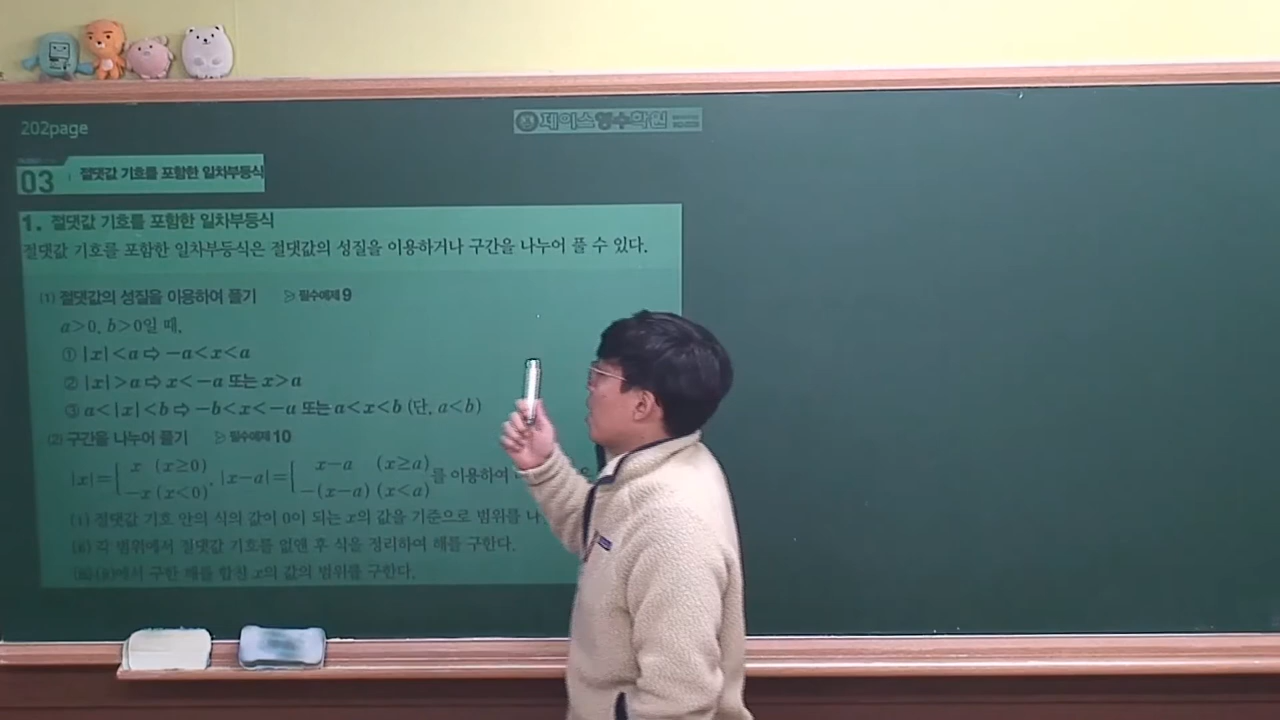 202page
제이스영수학원
03 절댓값 기호를 포함한 일차부등식
1. 절댓값 기호를 포함한 일차부등식
절댓값 기호를 포함한 일차부등식은 절댓값의 성질을 이용하거나 구간을 나누어 풀 수 있다.
(1) 절댓값의 성질을 이용하여 풀기 필수예제 9
a>0, b>0일 때,
① |x|<a ⇨ -a<x<a
② |x|>a ⇨ x<-a 또는 x>a
③ a<|x|<b ⇨ -b<x<-a 또는 a<x<b (단, a<b)
(2) 구간을 나누어 풀기 필수예제 10
|x|={ x (x≥0) -x (x<0), |x-a|={ x-a (x≥a) -(x-a) (x<a) 를 이용하여
(i) 절댓값 기호 안의 식의 값이 0이 되는 x의 값을 기준으로 범위를 나
(ii) 각 범위에서 절댓값 기호를 없앤 후 식을 정리하여 해를 구한다.
(iii) (ii)에서 구한 해를 합친 x의 값의 범위를 구한다.